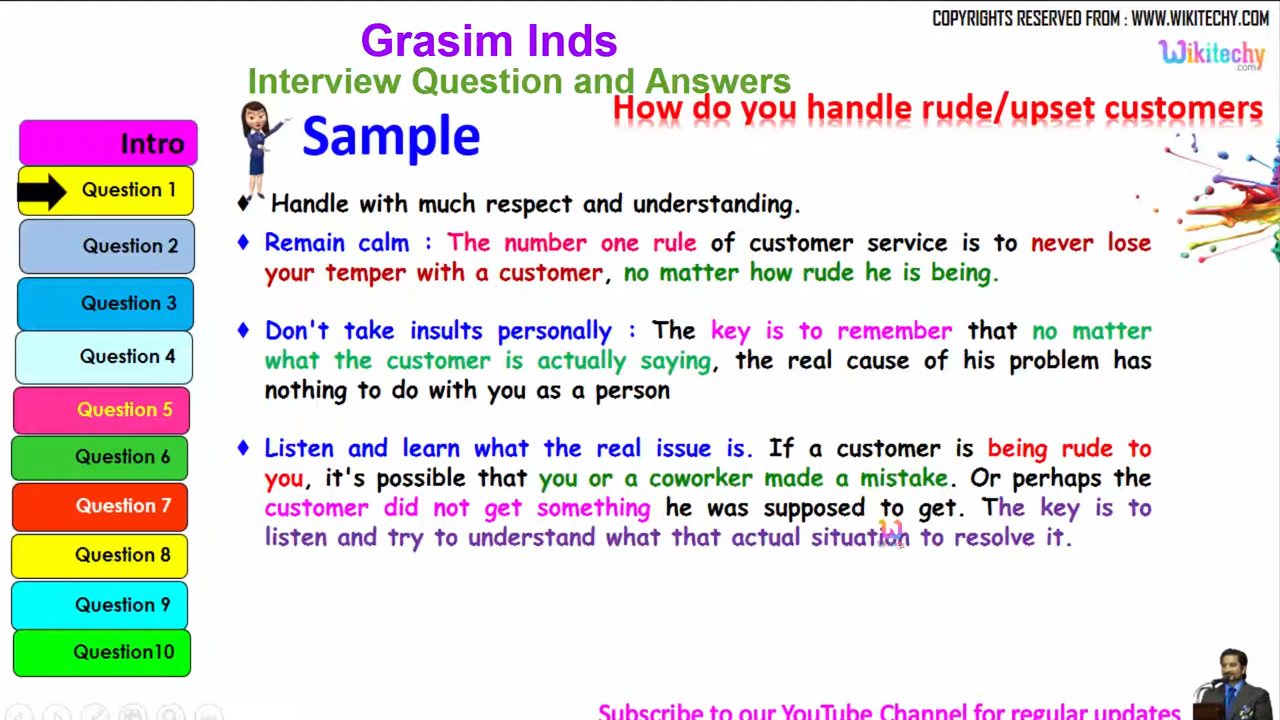 COPYRIGHTS RESERVED FROM : WWW.WIKITECHY.COM
Grasim Inds
Wikitechy
.com
Interview Question and Answers
How do you handle rude/upset customers
Sample
Intro
Question 1
Question 2
Question 3
Question 4
Question 5
Question 6
Question 7
Question 8
Question 9
Question10
Handle with much respect and understanding.
Remain calm : The number one rule of customer service is to never lose
your temper with a customer, no matter how rude he is being.
Don't take insults personally : The key is to remember that no matter
what the customer is actually saying, the real cause of his problem has
nothing to do with you as a person
Listen and learn what the real issue is. If a customer is being rude to
you, it's possible that you or a coworker made a mistake. Or perhaps the
customer did not get something he was supposed to get. The key is to
listen and try to understand what that actual situation to resolve it.
Subscribe to our YouTube Channel for regular updates